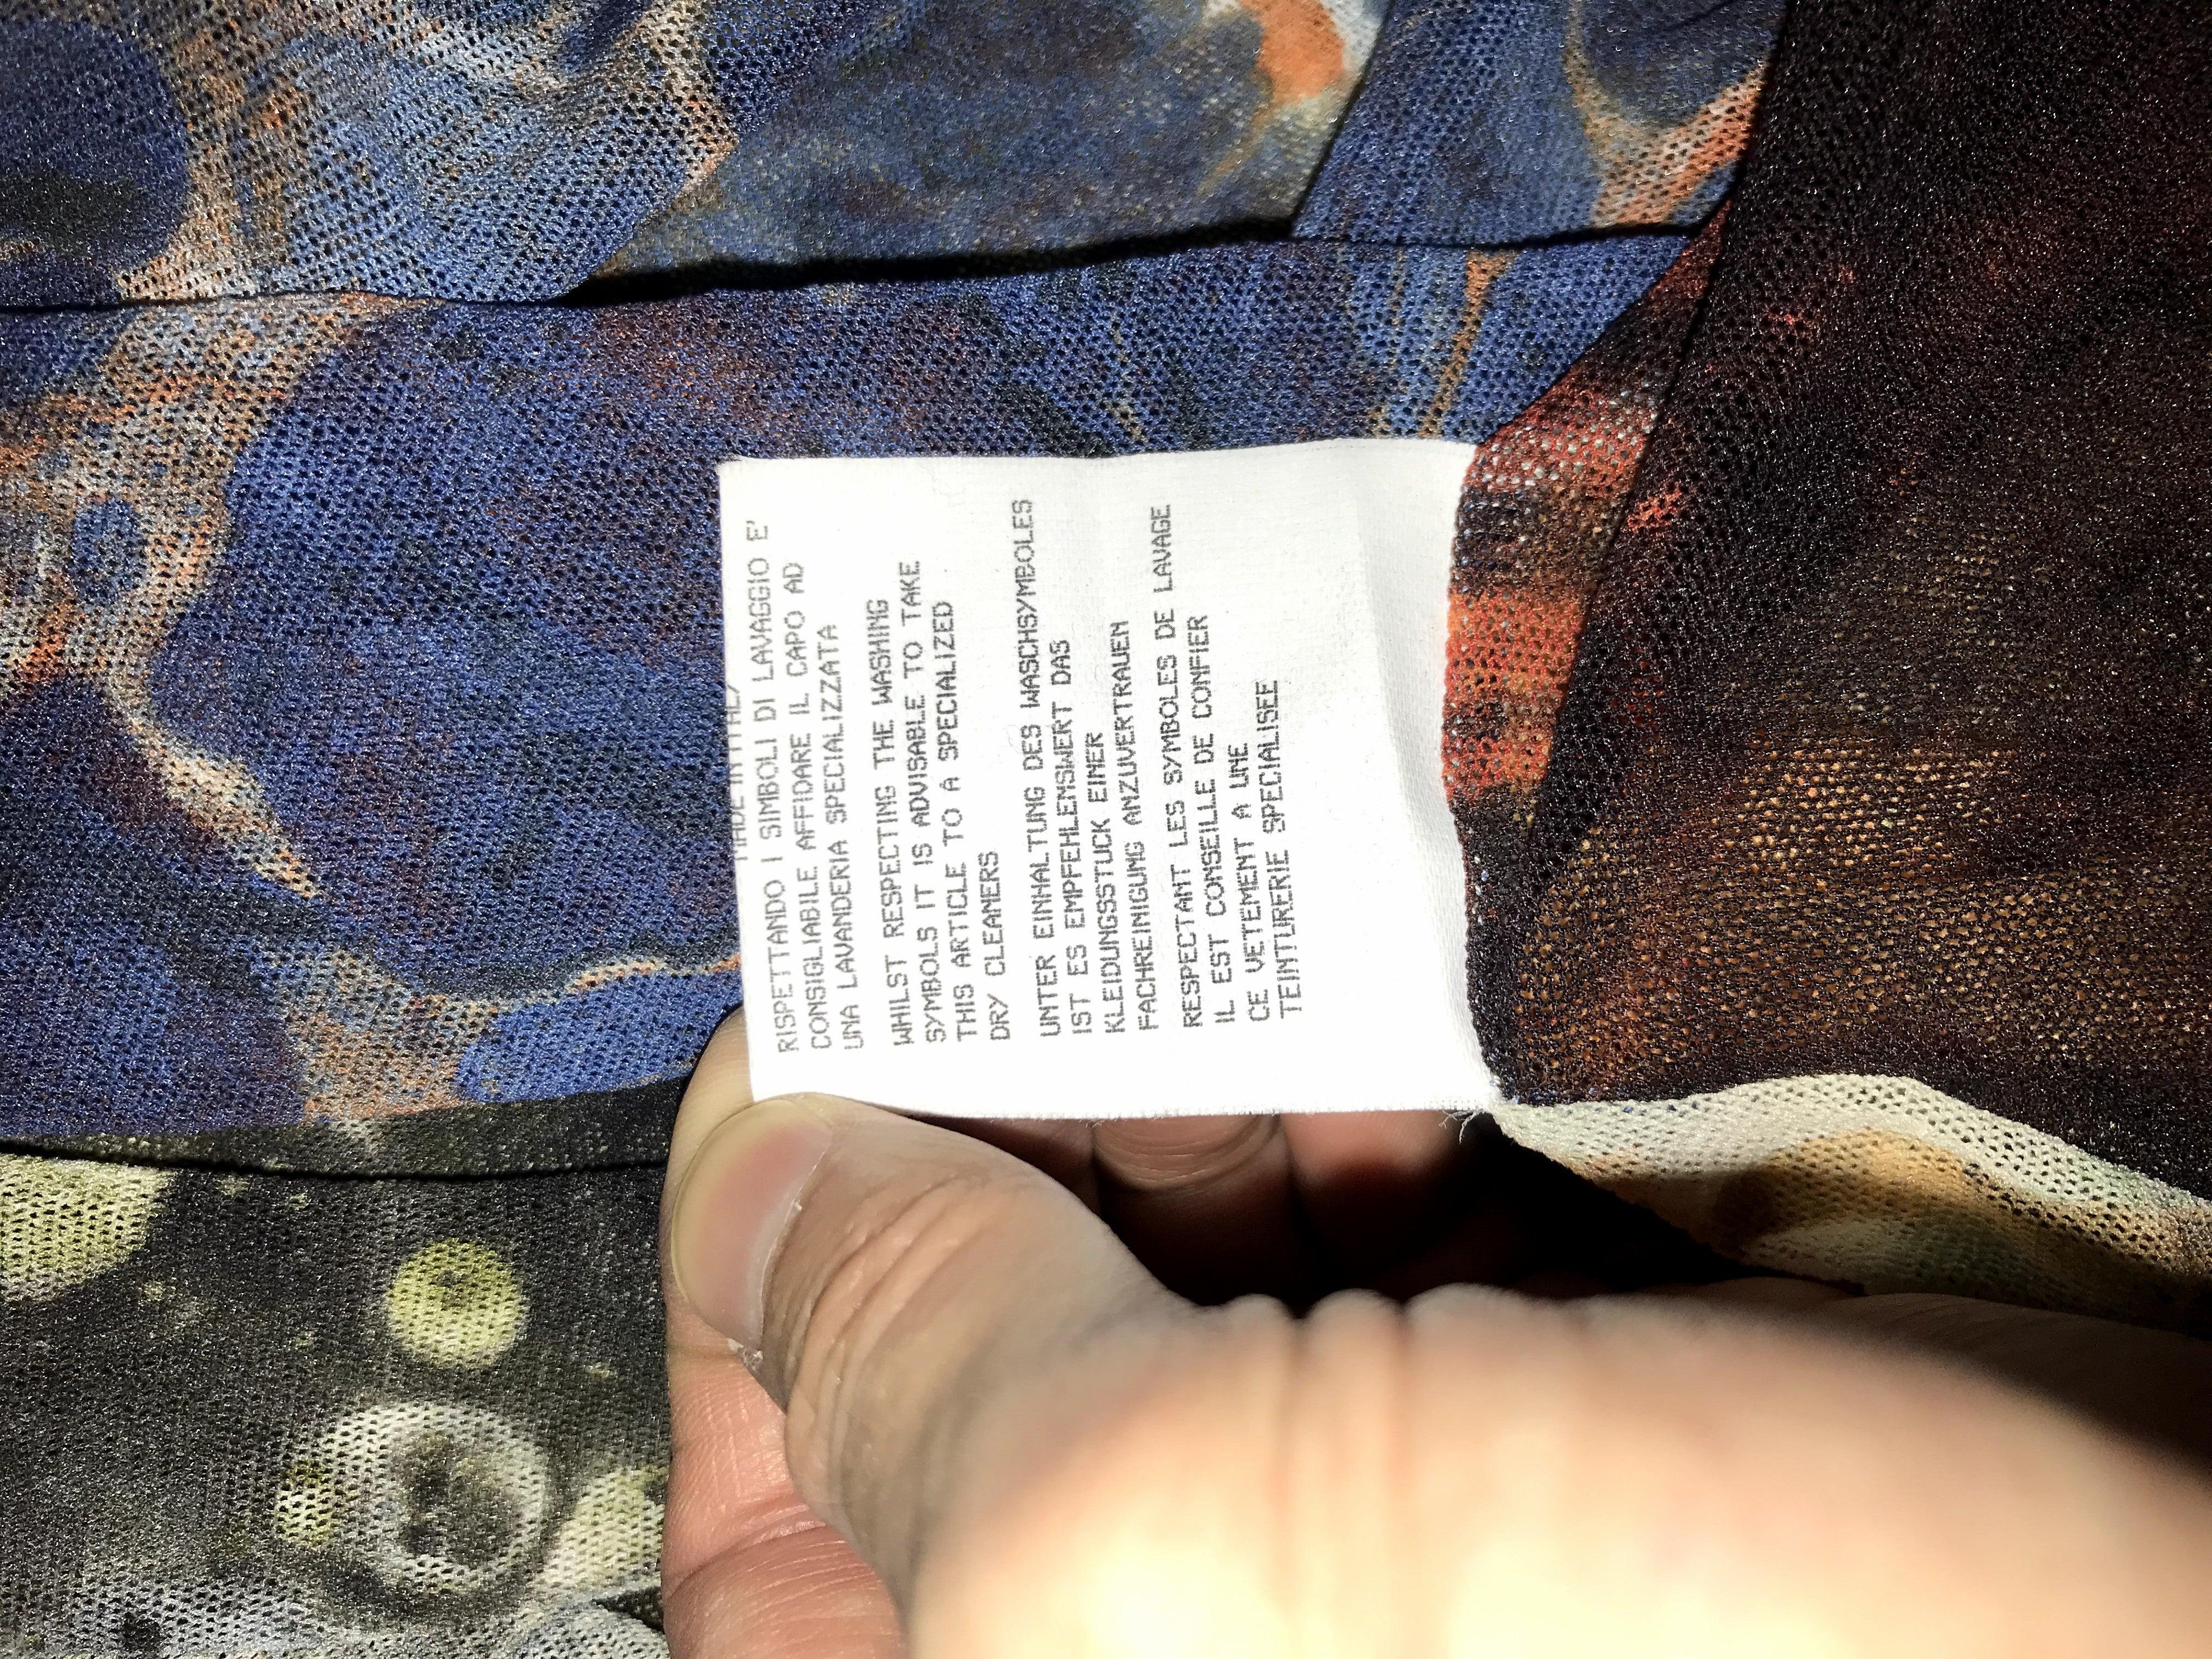 RISPETTANDO I SIMBOLI DI LAVAGGIO E'
CONSIGLIABILE AFFIDARE IL CAPO AD
UNA LAVANDERIA SPECIALIZZATA
WHILST RESPECTING THE WASHING
SYMBOLS IT IS ADVISABLE TO TAKE
THIS ARTICLE TO A SPECIALIZED
DRY CLEANERS
UNTER EINHALTUNG DES WASCHSYMBOLES
IST ES EMPFEHLENSWERT DAS
KLEIDUNGSSTUCK EINER
FACHREINIGUNG ANZUVERTRAUEN
RESPECTANT LES SYMBOLES DE LAVAGE
IL EST CONSEILLE DE CONFIER
CE VETEMENT A UNE
TEINTURERIE SPECIALISEE